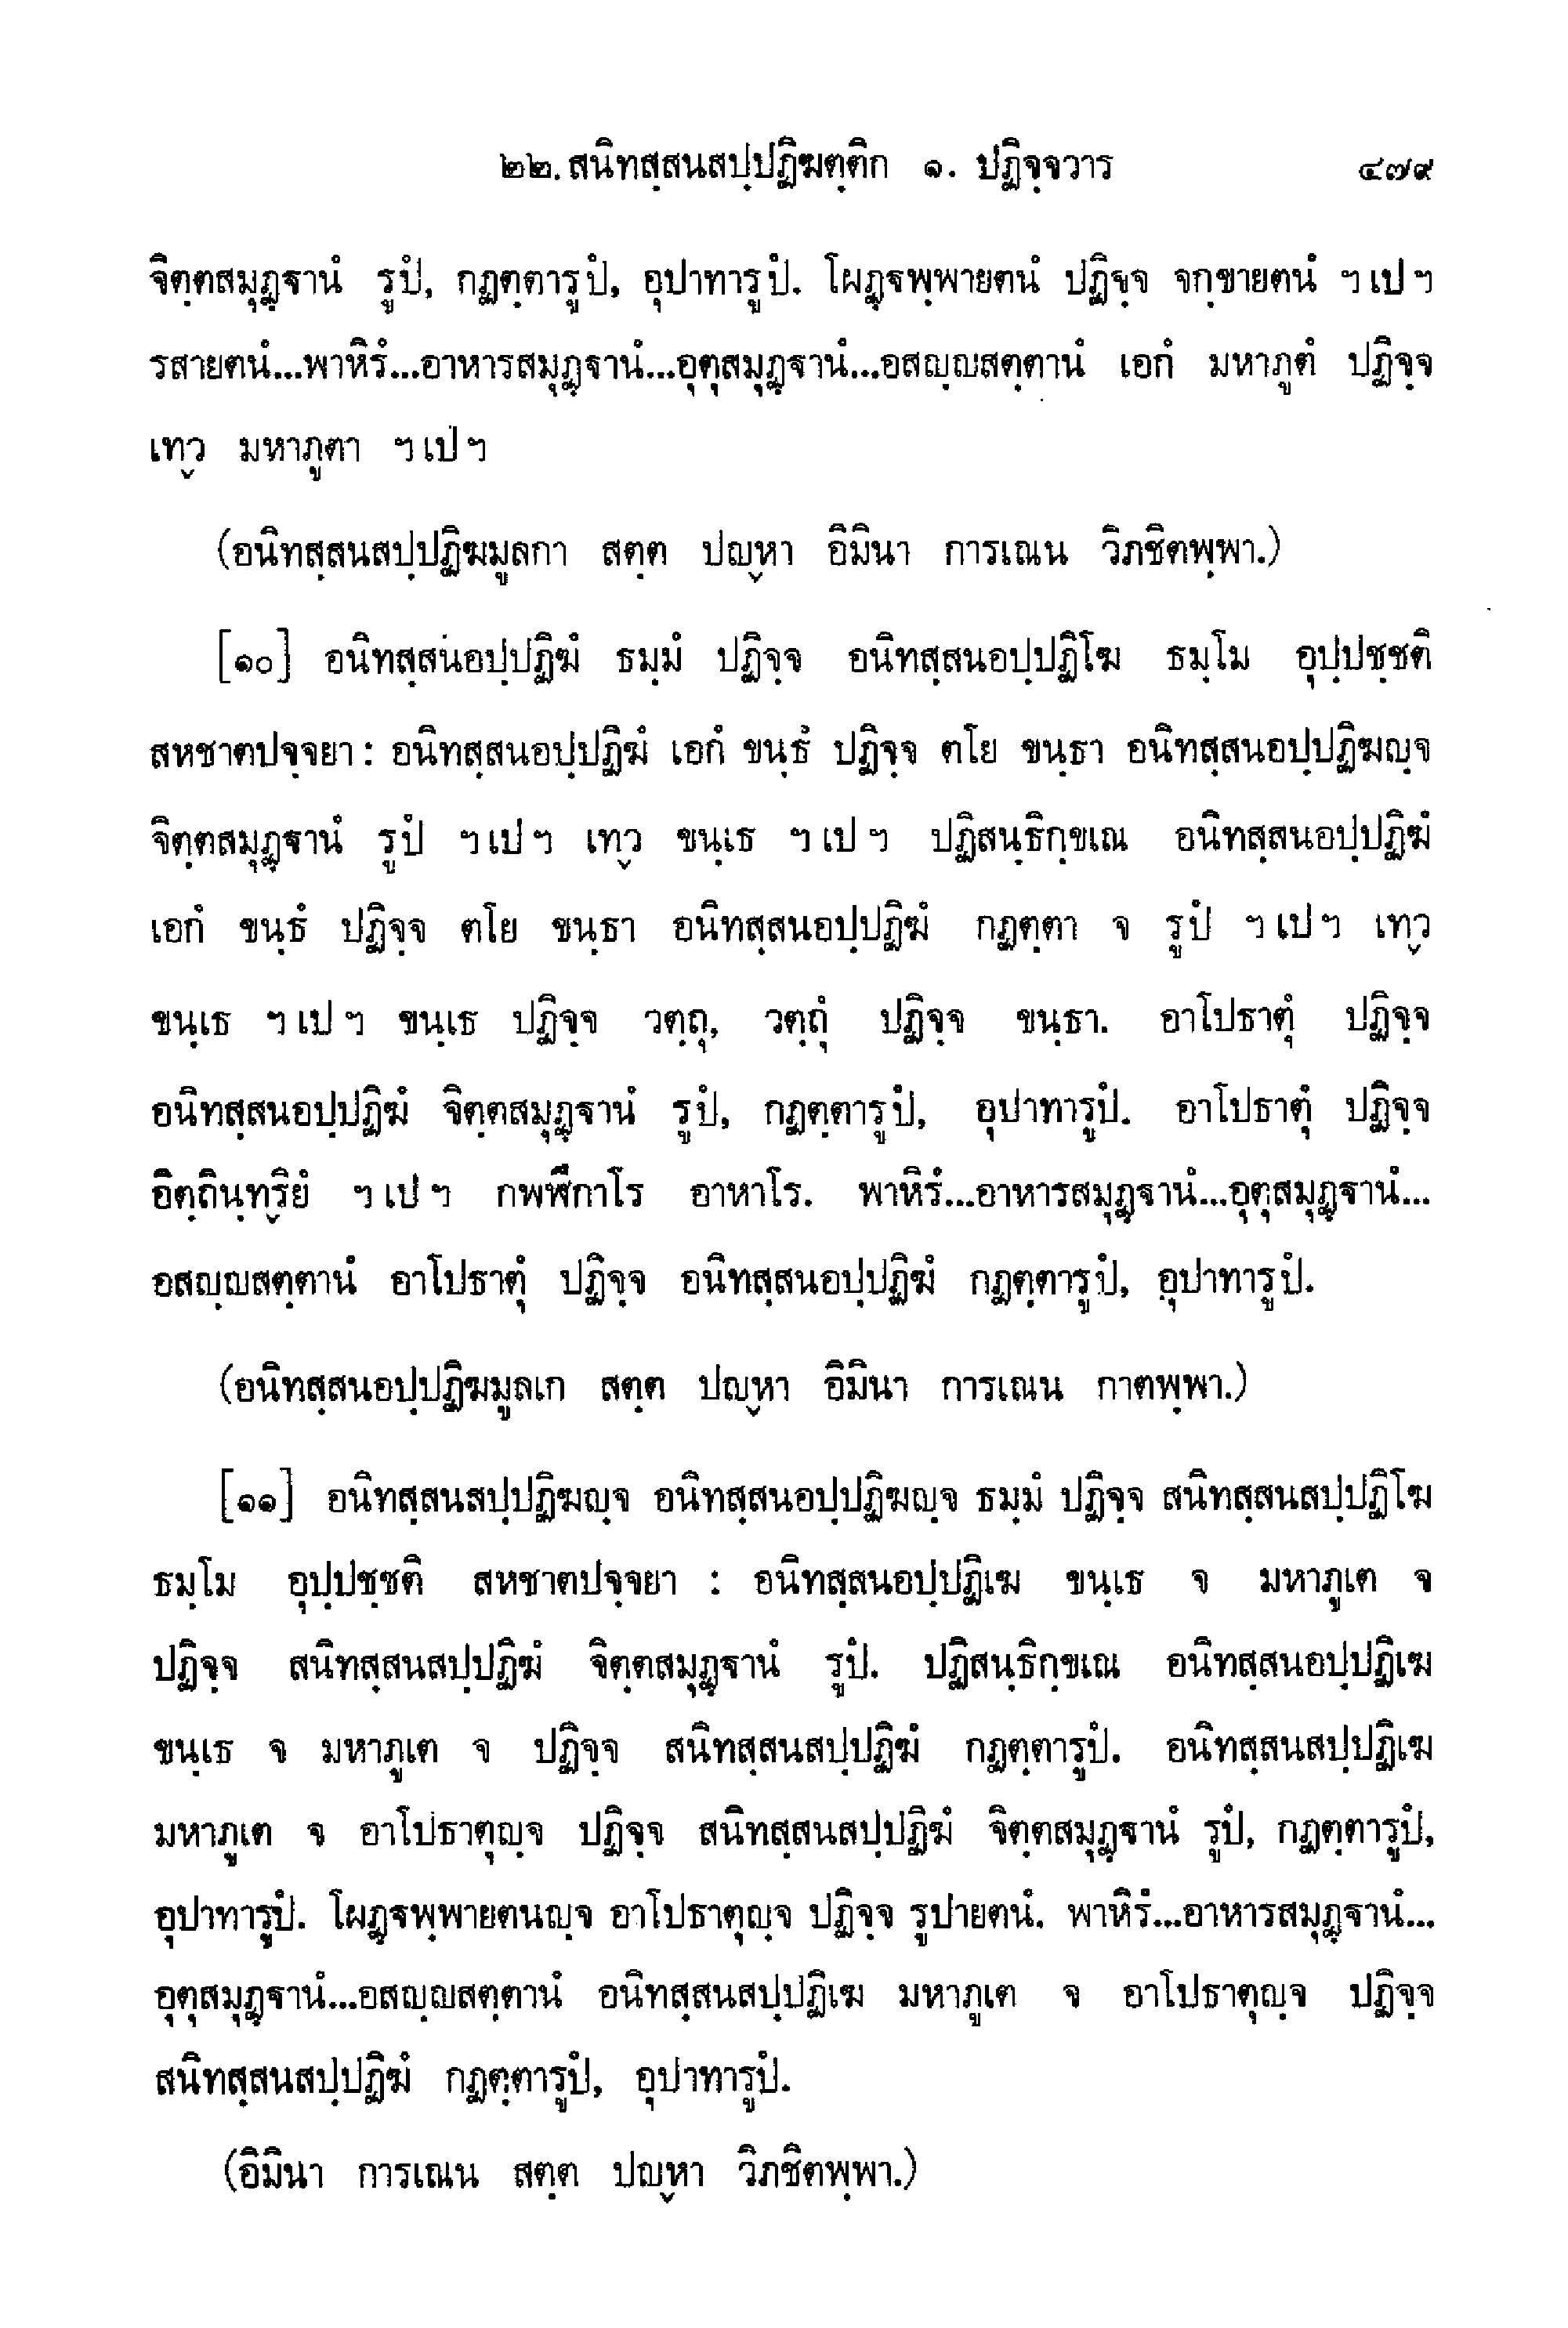 ๒๒. สนิทสฺสนสปฺปฏิฆตฺติก ๑. ปฏิจฺจวาร ๔๗๙
จิตฺตสมุฏฺฐานํ รูปํ, กฏตฺตารูปํ, อุปาทารูปํ. โผฏฺฐพฺพายตนํ ปฏิจฺจ จกฺขายตนํ ฯ เป ฯ
รสายตนํ...พาหิรํ...อาหารสมุฏฺฐานํ...อุตุสมุฏฺฐานํ...อสญฺญสตฺตานํ เอกํ มหาภูตํ ปฏิจฺจ
เทฺว มหาภูตา ฯ เป ฯ
(อนิทสฺสนสปฺปฏิฆมูลกา สตฺต ปญฺหา อิมินา การเณน วิภชิตพฺพา.)
[๑๐] อนิทสฺสนอปฺปฏิฆํ ธมฺมํ ปฏิจฺจ อนิทสฺสนอปฺปฏิโฆ ธมฺโม อุปฺปชฺชติ
สหชาตปจฺจยา : อนิทสฺสนอปฺปฏิฆํ เอกํ ขนฺธํ ปฏิจฺจ ตโย ขนฺธา อนิทสฺสนอปฺปฏิฆญฺจ
จิตฺตสมุฏฺฐานํ รูปํ ฯ เป ฯ เทฺว ขนฺเธ ฯ เป ฯ ปฏิสนฺธิกฺขเณ อนิทสฺสนอปฺปฏิฆํ
เอกํ ขนฺธํ ปฏิจฺจ ตโย ขนฺธา อนิทสฺสนอปฺปฏิฆํ กฏตฺตา จ รูปํ ฯ เป ฯ เทฺว
ขนฺเธ ฯ เป ฯ ขนฺเธ ปฏิจฺจ วตฺถุ, วตฺถุํ ปฏิจฺจ ขนฺธา. อาโปธาตุํ ปฏิจฺจ
อนิทสฺสนอปฺปฏิฆํ จิตฺตสมุฏฺฐานํ รูปํ, กฏตฺตารูปํ, อุปาทารูปํ. อาโปธาตุํ ปฏิจฺจ
อิตฺถินฺทฺริยํ ฯ เป ฯ กพฬีกาโร อาหาโร. พาหิรํ...อาหารสมุฏฺฐานํ...อุตุสมุฏฺฐานํ...
อสญฺญสตฺตานํ อาโปธาตุํ ปฏิจฺจ อนิทสฺสนอปฺปฏิฆํ กฏตฺตารูปํ, อุปาทารูปํ.
(อนิทสฺสนอปฺปฏิฆมูลเก สตฺต ปญฺหา อิมินา การเณน กาตพฺพา.)
[๑๑] อนิทสฺสนสปฺปฏิฆญฺจ อนิทสฺสนอปฺปฏิฆญฺจ ธมฺมํ ปฏิจฺจ สนิทสฺสนสปฺปฏิโฆ
ธมฺโม อุปฺปชฺชติ สหชาตปจฺจยา : อนิทสฺสนอปฺปฏิเฆ ขนฺเธ จ มหาภูเต จ
ปฏิจฺจ สนิทสฺสนสปฺปฏิฆํ จิตฺตสมุฏฺฐานํ รูปํ. ปฏิสนฺธิกฺขเณ อนิทสฺสนอปฺปฏิเฆ
ขนฺเธ จ มหาภูเต จ ปฏิจฺจ สนิทสฺสนสปฺปฏิฆํ กฏตฺตารูปํ. อนิทสฺสนสปฺปฏิเฆ
มหาภูเต จ อาโปธาตุญฺจ ปฏิจฺจ สนิทสฺสนสปฺปฏิฆํ จิตฺตสมุฏฺฐานํ รูปํ, กฏตฺตารูปํ,
อุปาทารูปํ. โผฏฺฐพฺพายตนญฺจ อาโปธาตุญฺจ ปฏิจฺจ รูปายตนํ. พาหิรํ...อาหารสมุฏฺฐานํ...
อุตุสมุฏฺฐานํ...อสญฺญสตฺตานํ อนิทสฺสนสปฺปฏิเฆ มหาภูเต จ อาโปธาตุญฺจ ปฏิจฺจ
สนิทสฺสนสปฺปฏิฆํ กฏตฺตารูปํ, อุปาทารูปํ.
(อิมินา การเณน สตฺต ปญฺหา วิภชิตพฺพา.)